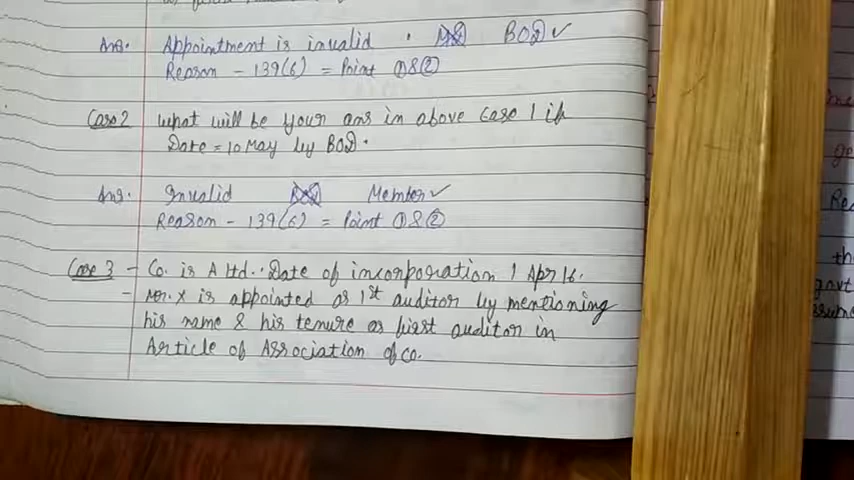 Ans. Appointment is invalid . BOD ✓
Reason - 139(6) = Point ①&②
Case 2 what will be your ans in above case 1 if
Date = 10 May by BOD.
Ans. Invalid BOD Member ✓
Reason - 139(6) = Point ①&②
Case 3 - Co. is A ltd. Date of incorporation 1 Apr 16.
- Mr. X is appointed as 1st auditor by mentioning
his name & his tenure as first auditor in
Article of Association of co.